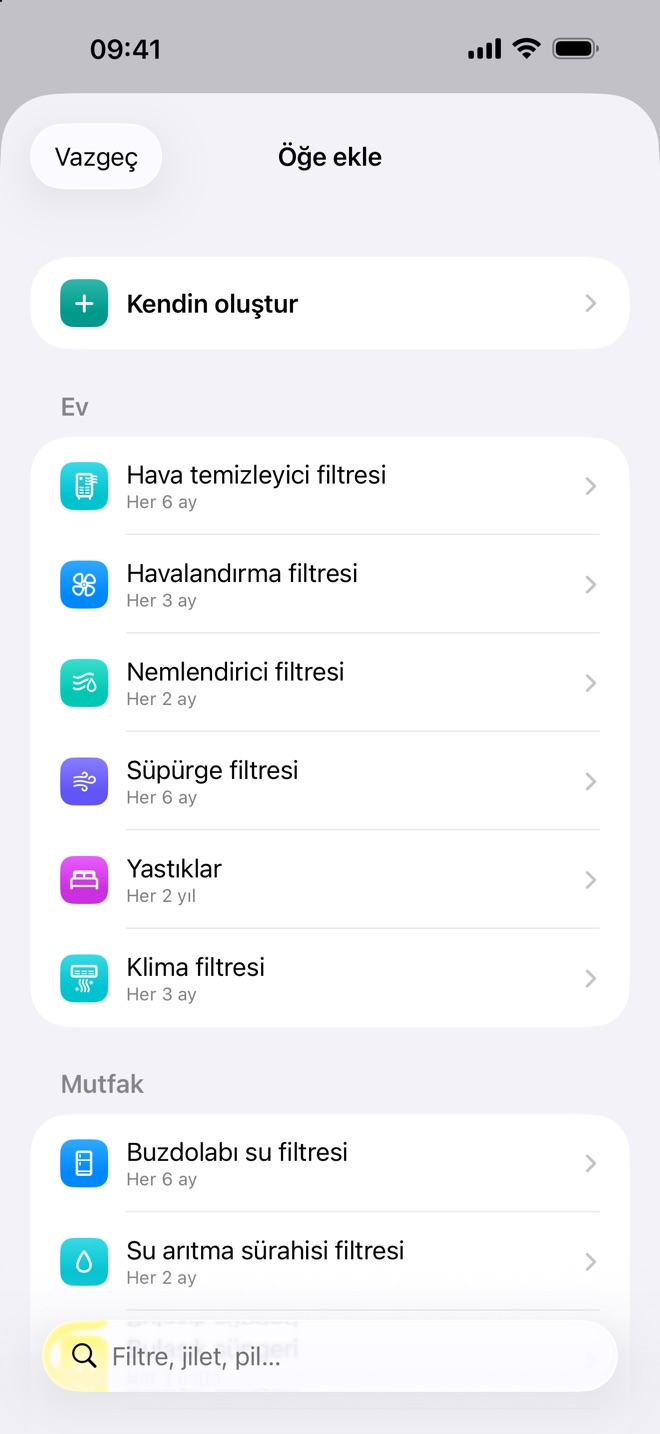 09:41
Vazgeç
Öğe ekle
Kendin oluştur
Ev
Hava temizleyici filtresi
Her 6 ay
Havalandırma filtresi
Her 3 ay
Nemlendirici filtresi
Her 2 ay
Süpürge filtresi
Her 6 ay
Yastıklar
Her 2 yıl
Klima filtresi
Her 3 ay
Mutfak
Buzdolabı su filtresi
Her 6 ay
Su arıtma sürahisi filtresi
Her 2 ay
Filtre, jilet, pil...